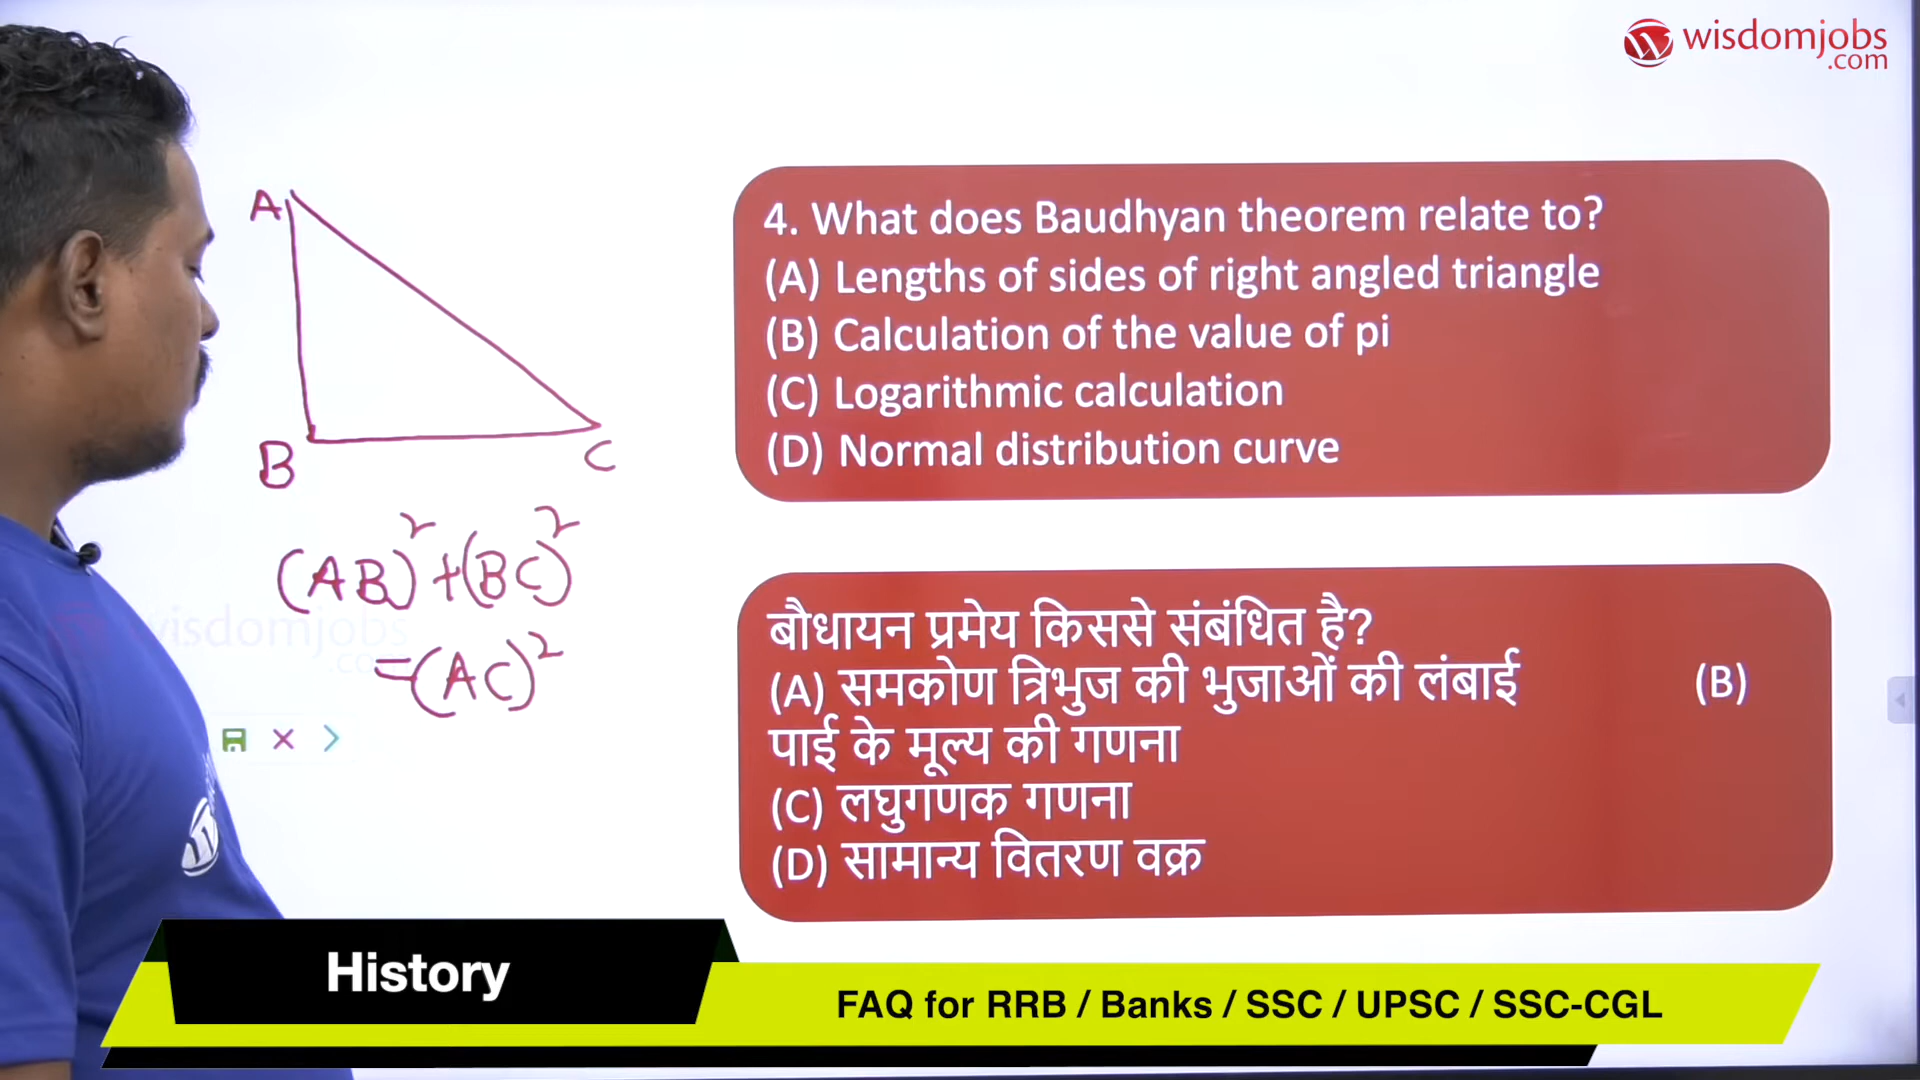 wisdomjobs
.com
A
B
C
(AB)²+(BC)²
=(AC)²
4. What does Baudhyan theorem relate to?
(A) Lengths of sides of right angled triangle
(B) Calculation of the value of pi
(C) Logarithmic calculation
(D) Normal distribution curve
बौधायन प्रमेय किससे संबंधित है?
(A) समकोण त्रिभुज की भुजाओं की लंबाई (B)
पाई के मूल्य की गणना
(C) लघुगणक गणना
(D) सामान्य वितरण वक्र
wisdomjobs
.com
History
FAQ for RRB / Banks / SSC / UPSC / SSC-CGL